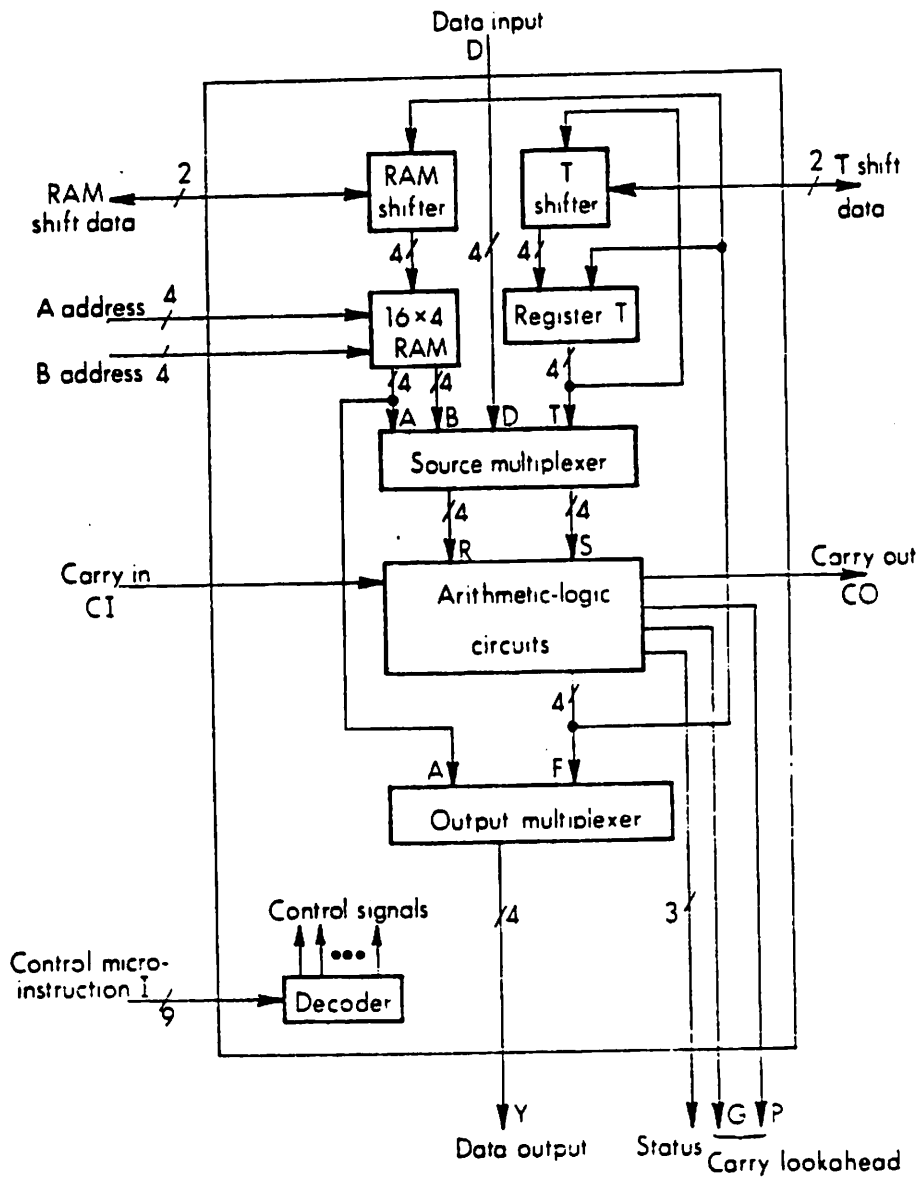 Data input
D
2
RAM
shift data
RAM
shifter
T
shifter
2
T shift
data
4
4
4
A address 4
B address 4
16×4
RAM
Register T
4
4
4
A
B
D
T
Source multiplexer
4
4
R
S
Carry in
CI
Arithmetic-logic
circuits
Carry out
CO
4
A
F
Output multiplexer
4
3
Control signals
Control micro-
instruction I
9
Decoder
Y
Data output
Status
G
P
Carry lookahead